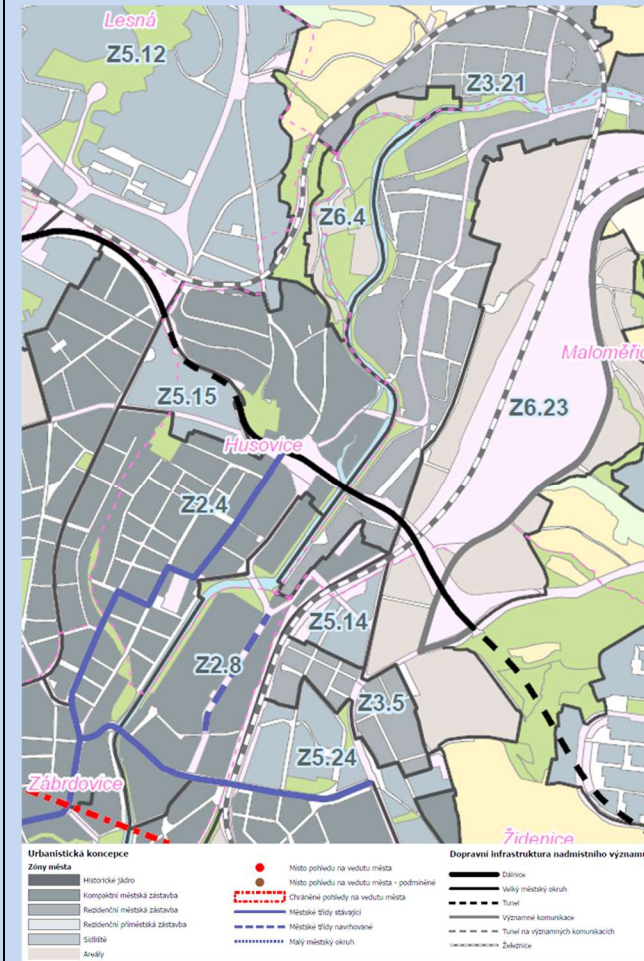 Lesná
Z5.12
Z3.21
Z6.4
Maloměřic
Z5.15
Z6.23
Husovice
Z2.4
Z5.14
Z2.8
Z3.5
Z5.24
Zábrdovice
Židenice
Urbanistická koncepce
Zóny města
Historické jádro
Kompaktní městská zástavba
Rezidenční městská zástavba
Rezidenční příměstská zástavba
Sídliště
Areály
Místo pohledu na vedutu města
Místo pohledu na vedutu města - podmíněné
Chráněné pohledy na vedutu města
Městské třídy stávající
Městské třídy navrhované
Malý městský okruh
Dopravní infrastruktura nadmístního významu
Dálnice
Velký městský okruh
Tunel
Významné komunikace
Tunel na významných komunikacích
Železnice